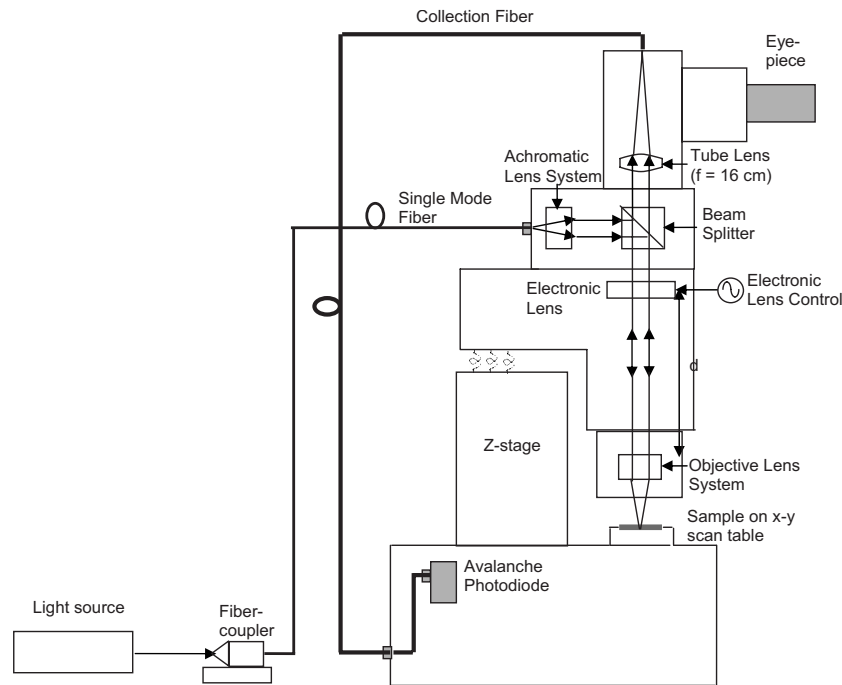 Collection Fiber
Eye-
piece
Achromatic
Lens System
Tube Lens
(f = 16 cm)
Single Mode
Fiber
Beam
Splitter
Electronic
Lens
Electronic
Lens Control
d
Z-stage
Objective Lens
System
Sample on x-y
scan table
Avalanche
Photodiode
Light source
Fiber-
coupler